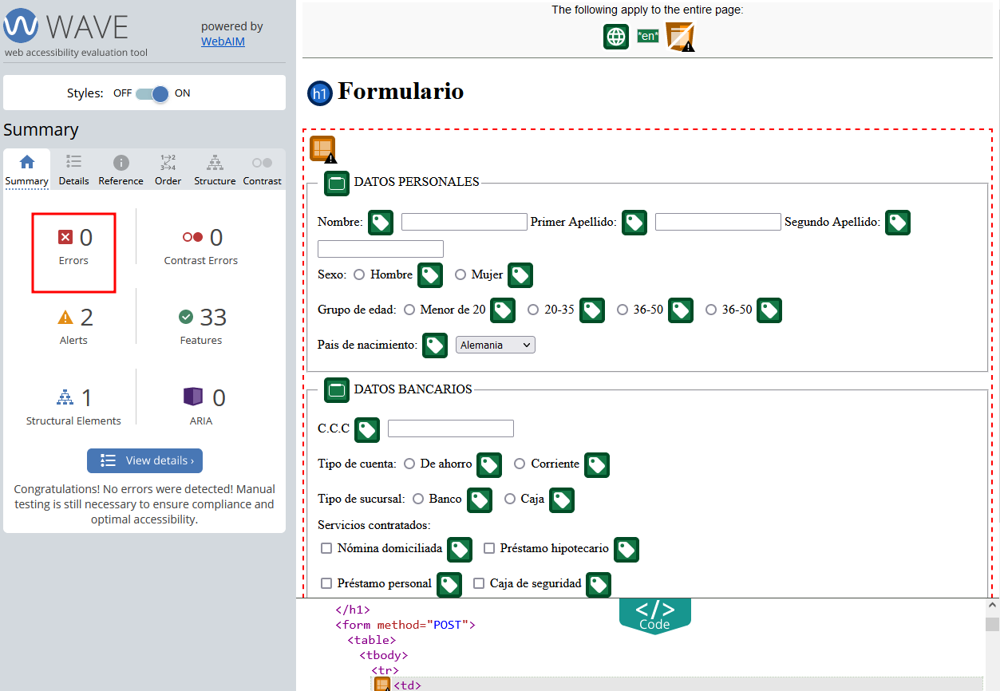 WAVE
powered by
WebAIM
web accessibility evaluation tool
Styles: OFF ON
Summary
Summary Details Reference Order Structure Contrast
1→2
3→4
0
Errors
0
Contrast Errors
2
Alerts
33
Features
1
Structural Elements
0
ARIA
View details ›
Congratulations! No errors were detected! Manual
testing is still necessary to ensure compliance and
optimal accessibility.
The following apply to the entire page:
*en*
h1 Formulario
DATOS PERSONALES
Nombre: Primer Apellido: Segundo Apellido:
Sexo: Hombre Mujer
Grupo de edad: Menor de 20 20-35 36-50 36-50
Pais de nacimiento: Alemania
DATOS BANCARIOS
C.C.C
Tipo de cuenta: De ahorro Corriente
Tipo de sucursal: Banco Caja
Servicios contratados:
Nómina domiciliada Préstamo hipotecario
Préstamo personal Caja de seguridad
</>
Code
</h1>
<form method="POST">
<table>
<tbody>
<tr>
<td>